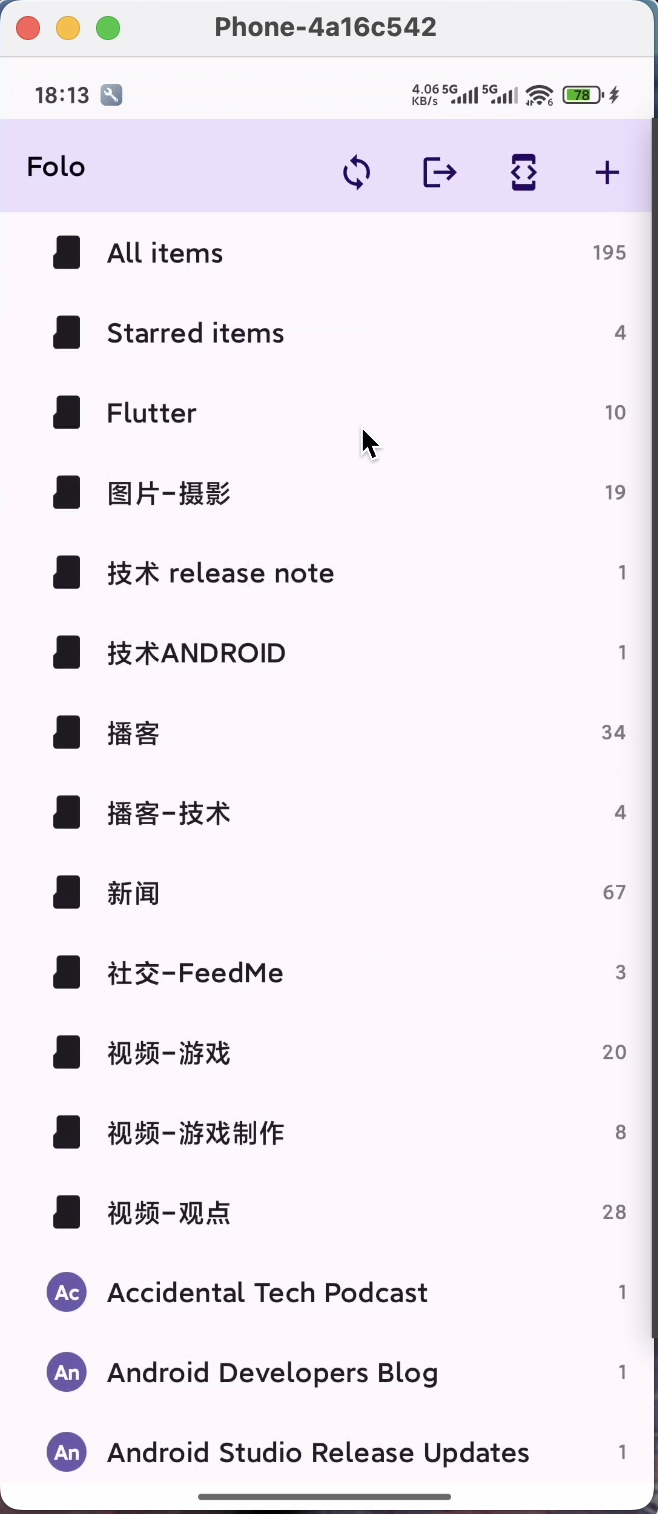 Phone-4a16c542
18:13 4.06 KB/s 5G 5G 6 78
Folo
All items 195
Starred items 4
Flutter 10
图片-摄影 19
技术 release note 1
技术ANDROID 1
播客 34
播客-技术 4
新闻 67
社交-FeedMe 3
视频-游戏 20
视频-游戏制作 8
视频-观点 28
Ac Accidental Tech Podcast 1
An Android Developers Blog 1
An Android Studio Release Updates 1